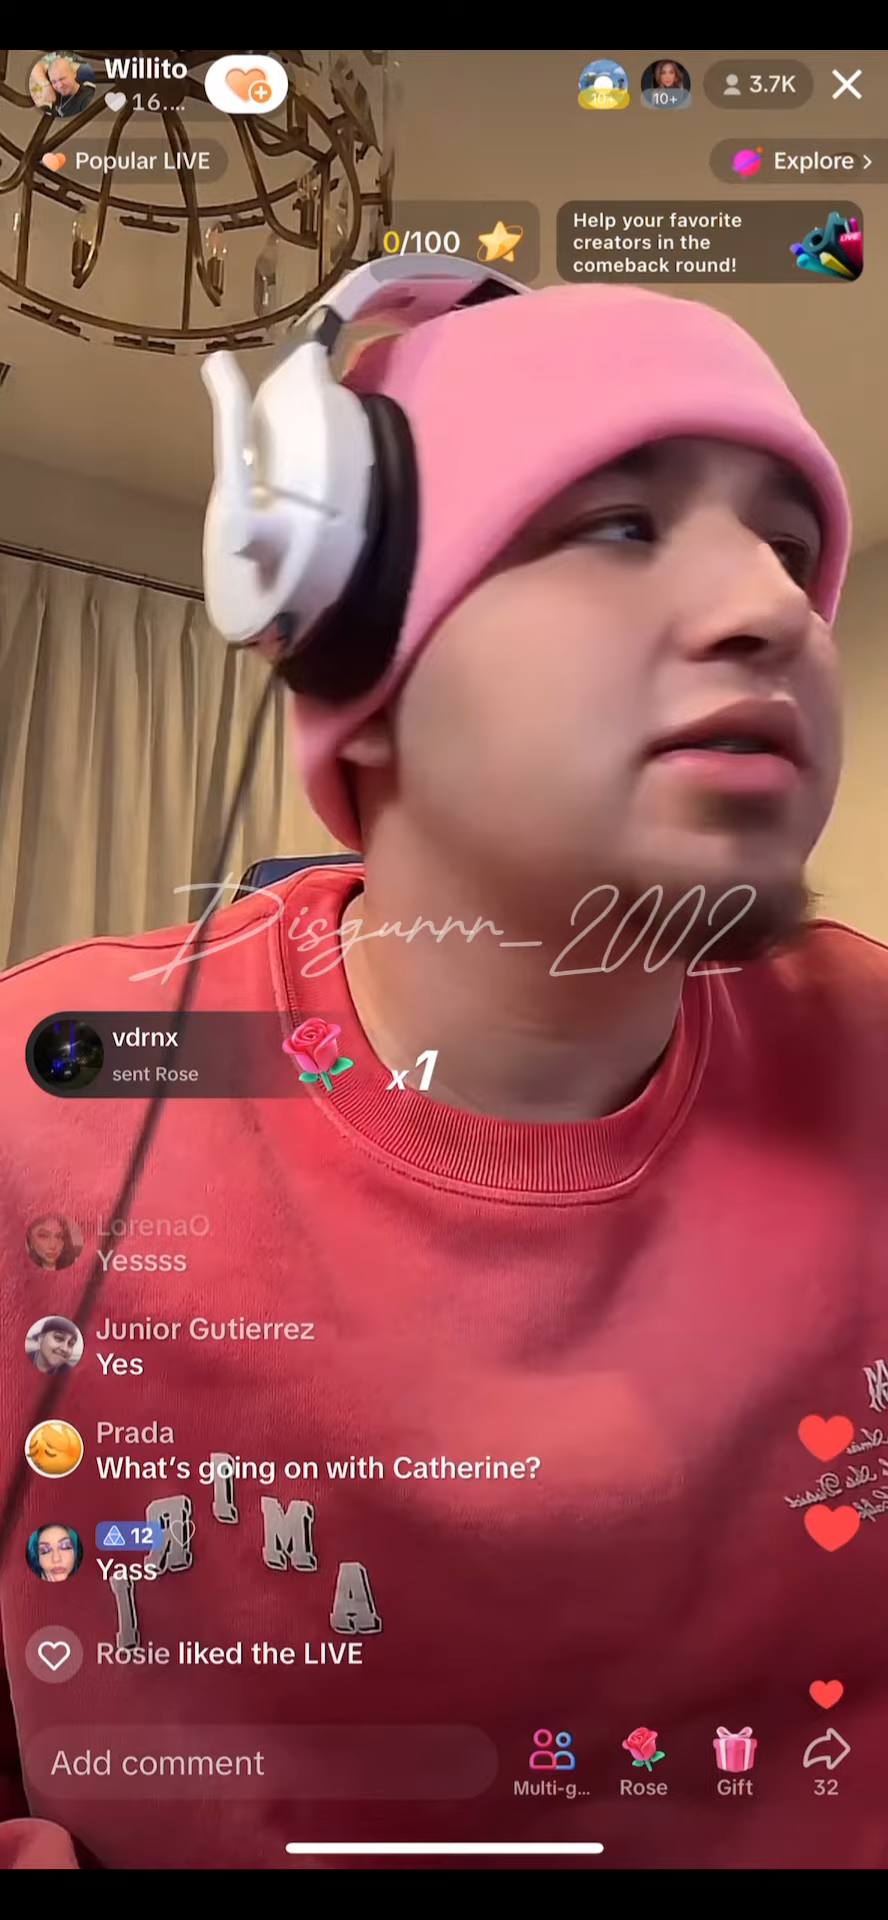 Willito
16....
10+
10+
3.7K
Popular LIVE
Explore >
0/100
Help your favorite
creators in the
comeback round!
LIVE
Disgunnn_2002
vdrnx
sent Rose
x1
LorenaO.
Yessss
Junior Gutierrez
Yes
Prada
What's going on with Catherine?
12
Yass
Rosie liked the LIVE
Add comment
Multi-g...
Rose
Gift
32